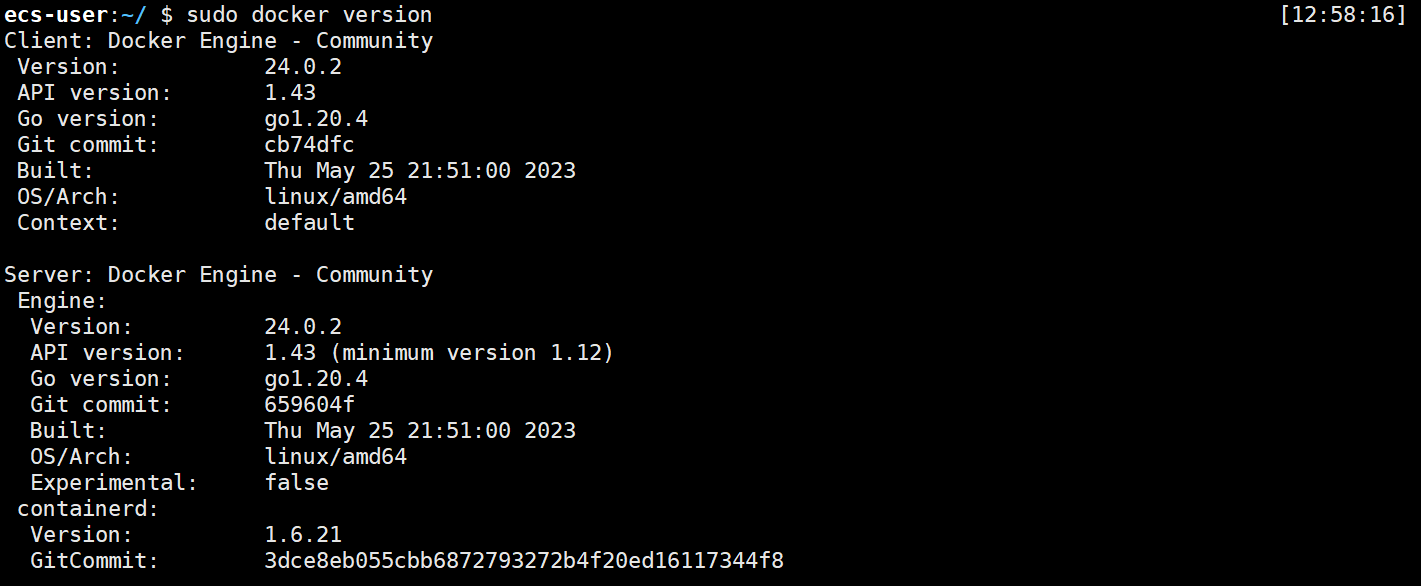 ecs-user:~/ $ sudo docker version [12:58:16]
Client: Docker Engine - Community
Version: 24.0.2
API version: 1.43
Go version: go1.20.4
Git commit: cb74dfc
Built: Thu May 25 21:51:00 2023
OS/Arch: linux/amd64
Context: default
Server: Docker Engine - Community
Engine:
Version: 24.0.2
API version: 1.43 (minimum version 1.12)
Go version: go1.20.4
Git commit: 659604f
Built: Thu May 25 21:51:00 2023
OS/Arch: linux/amd64
Experimental: false
containerd:
Version: 1.6.21
GitCommit: 3dce8eb055cbb6872793272b4f20ed16117344f8